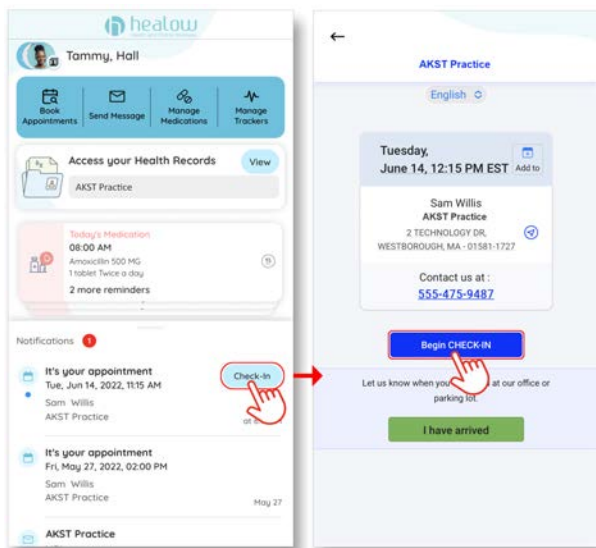 healow
Tammy, Hall
Book
Appointments
Send Message
Manage
Medications
Manage
Trackers
Access your Health Records
View
AKST Practice
Today's Medication
08:00 AM
Amoxicillin 500 MG
1 tablet Twice a day
2 more reminders
Notifications 1
It's your appointment
Tue, Jun 14, 2022, 11:15 AM
Check-In
Sam Willis
AKST Practice
at
It's your appointment
Fri, May 27, 2022, 02:00 PM
Sam Willis
AKST Practice
May 27
AKST Practice
AKST Practice
English
Tuesday,
June 14, 12:15 PM EST
Add to
Sam Willis
AKST Practice
2 TECHNOLOGY DR,
WESTBOROUGH, MA - 01581-1727
Contact us at :
555-475-9487
Begin CHECK-IN
Let us know when you at our office or
parking lot.
I have arrived